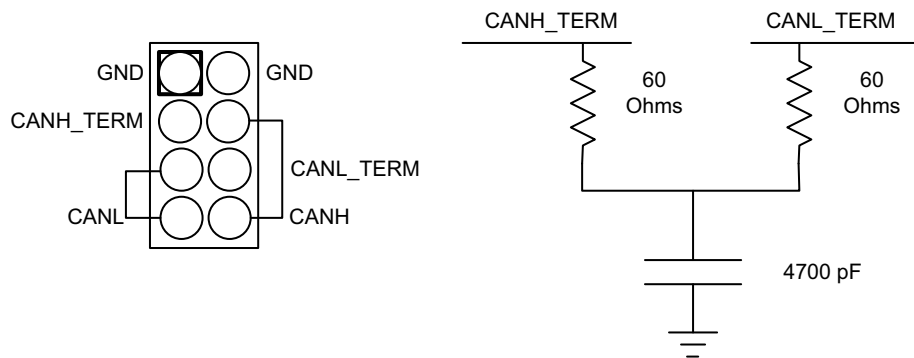 GND
GND
CANH_TERM
CANL_TERM
CANL
CANH
CANH_TERM
CANL_TERM
60
Ohms
60
Ohms
4700 pF